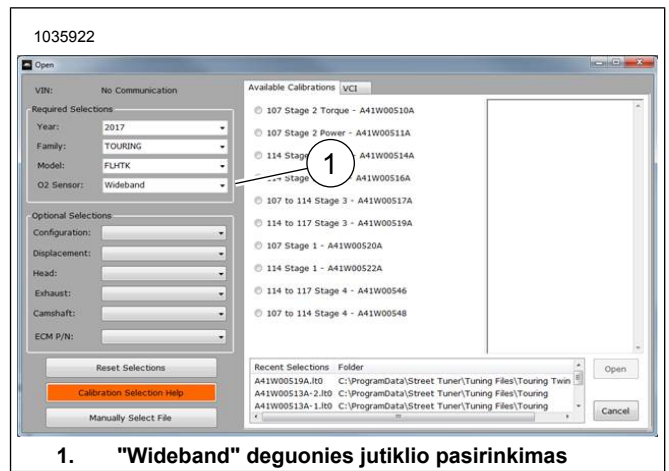 1035922
Open
VIN: No Communication
Required Selections
Year: 2017
Family: TOURING
Model: FLHTK
O2 Sensor: Wideband
Optional Selections
Configuration:
Displacement:
Head:
Exhaust:
Camshaft:
ECM P/N:
Reset Selections
Calibration Selection Help
Manually Select File
Available Calibrations VCI
107 Stage 2 Torque - A41W00510A
107 Stage 2 Power - A41W00511A
114 Stage A41W00514A
Stage A41W00516A
107 to 114 Stage 3 - A41W00517A
114 to 117 Stage 3 - A41W00519A
107 Stage 1 - A41W00520A
114 Stage 1 - A41W00522A
114 to 117 Stage 4 - A41W00546
107 to 114 Stage 4 - A41W00548
1
Recent Selections Folder
A41W00519A.lt0 C:\ProgramData\Street Tuner\Tuning Files\Touring Twin
A41W00513A-2.lt0 C:\ProgramData\Street Tuner\Tuning Files\Touring
A41W00513A-1.lt0 C:\ProgramData\Street Tuner\Tuning Files\Touring
Open
Cancel
1. "Wideband" deguonies jutiklio pasirinkimas